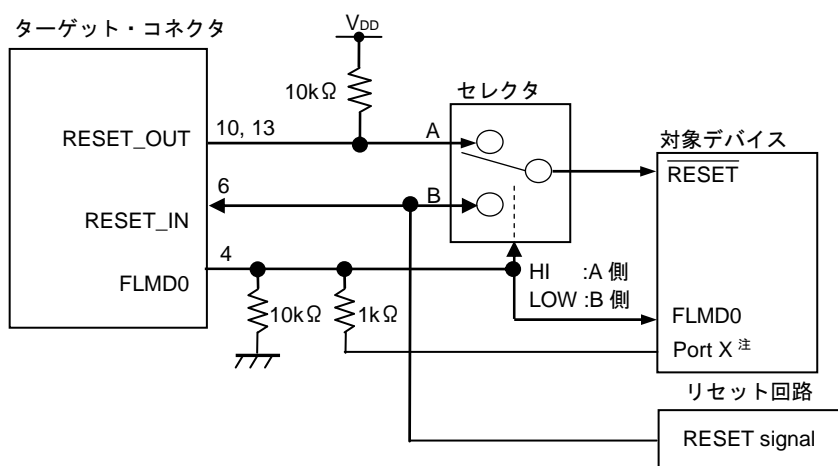 ターゲット・コネクタ
VDD
10kΩ
セレクタ
RESET_OUT
10, 13
A
対象デバイス
RESET
6
B
RESET_IN
4
FLMD0
HI :A 側
LOW :B 側
10kΩ
1kΩ
FLMD0
Port X 注
リセット回路
RESET signal